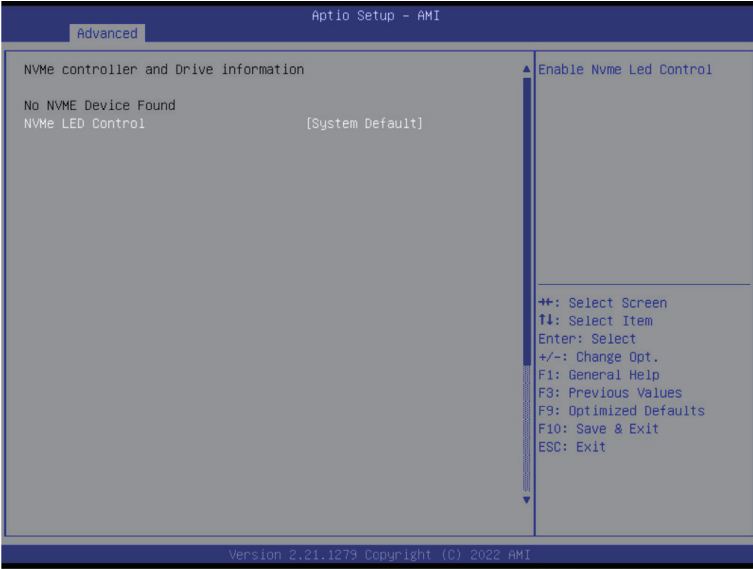 Aptio Setup – AMI
Advanced
NVMe controller and Drive information
No NVME Device Found
NVMe LED Control [System Default]
Enable Nvme Led Control
→←: Select Screen
↑↓: Select Item
Enter: Select
+/-: Change Opt.
F1: General Help
F3: Previous Values
F9: Optimized Defaults
F10: Save & Exit
ESC: Exit
Version 2.21.1279 Copyright (C) 2022 AMI